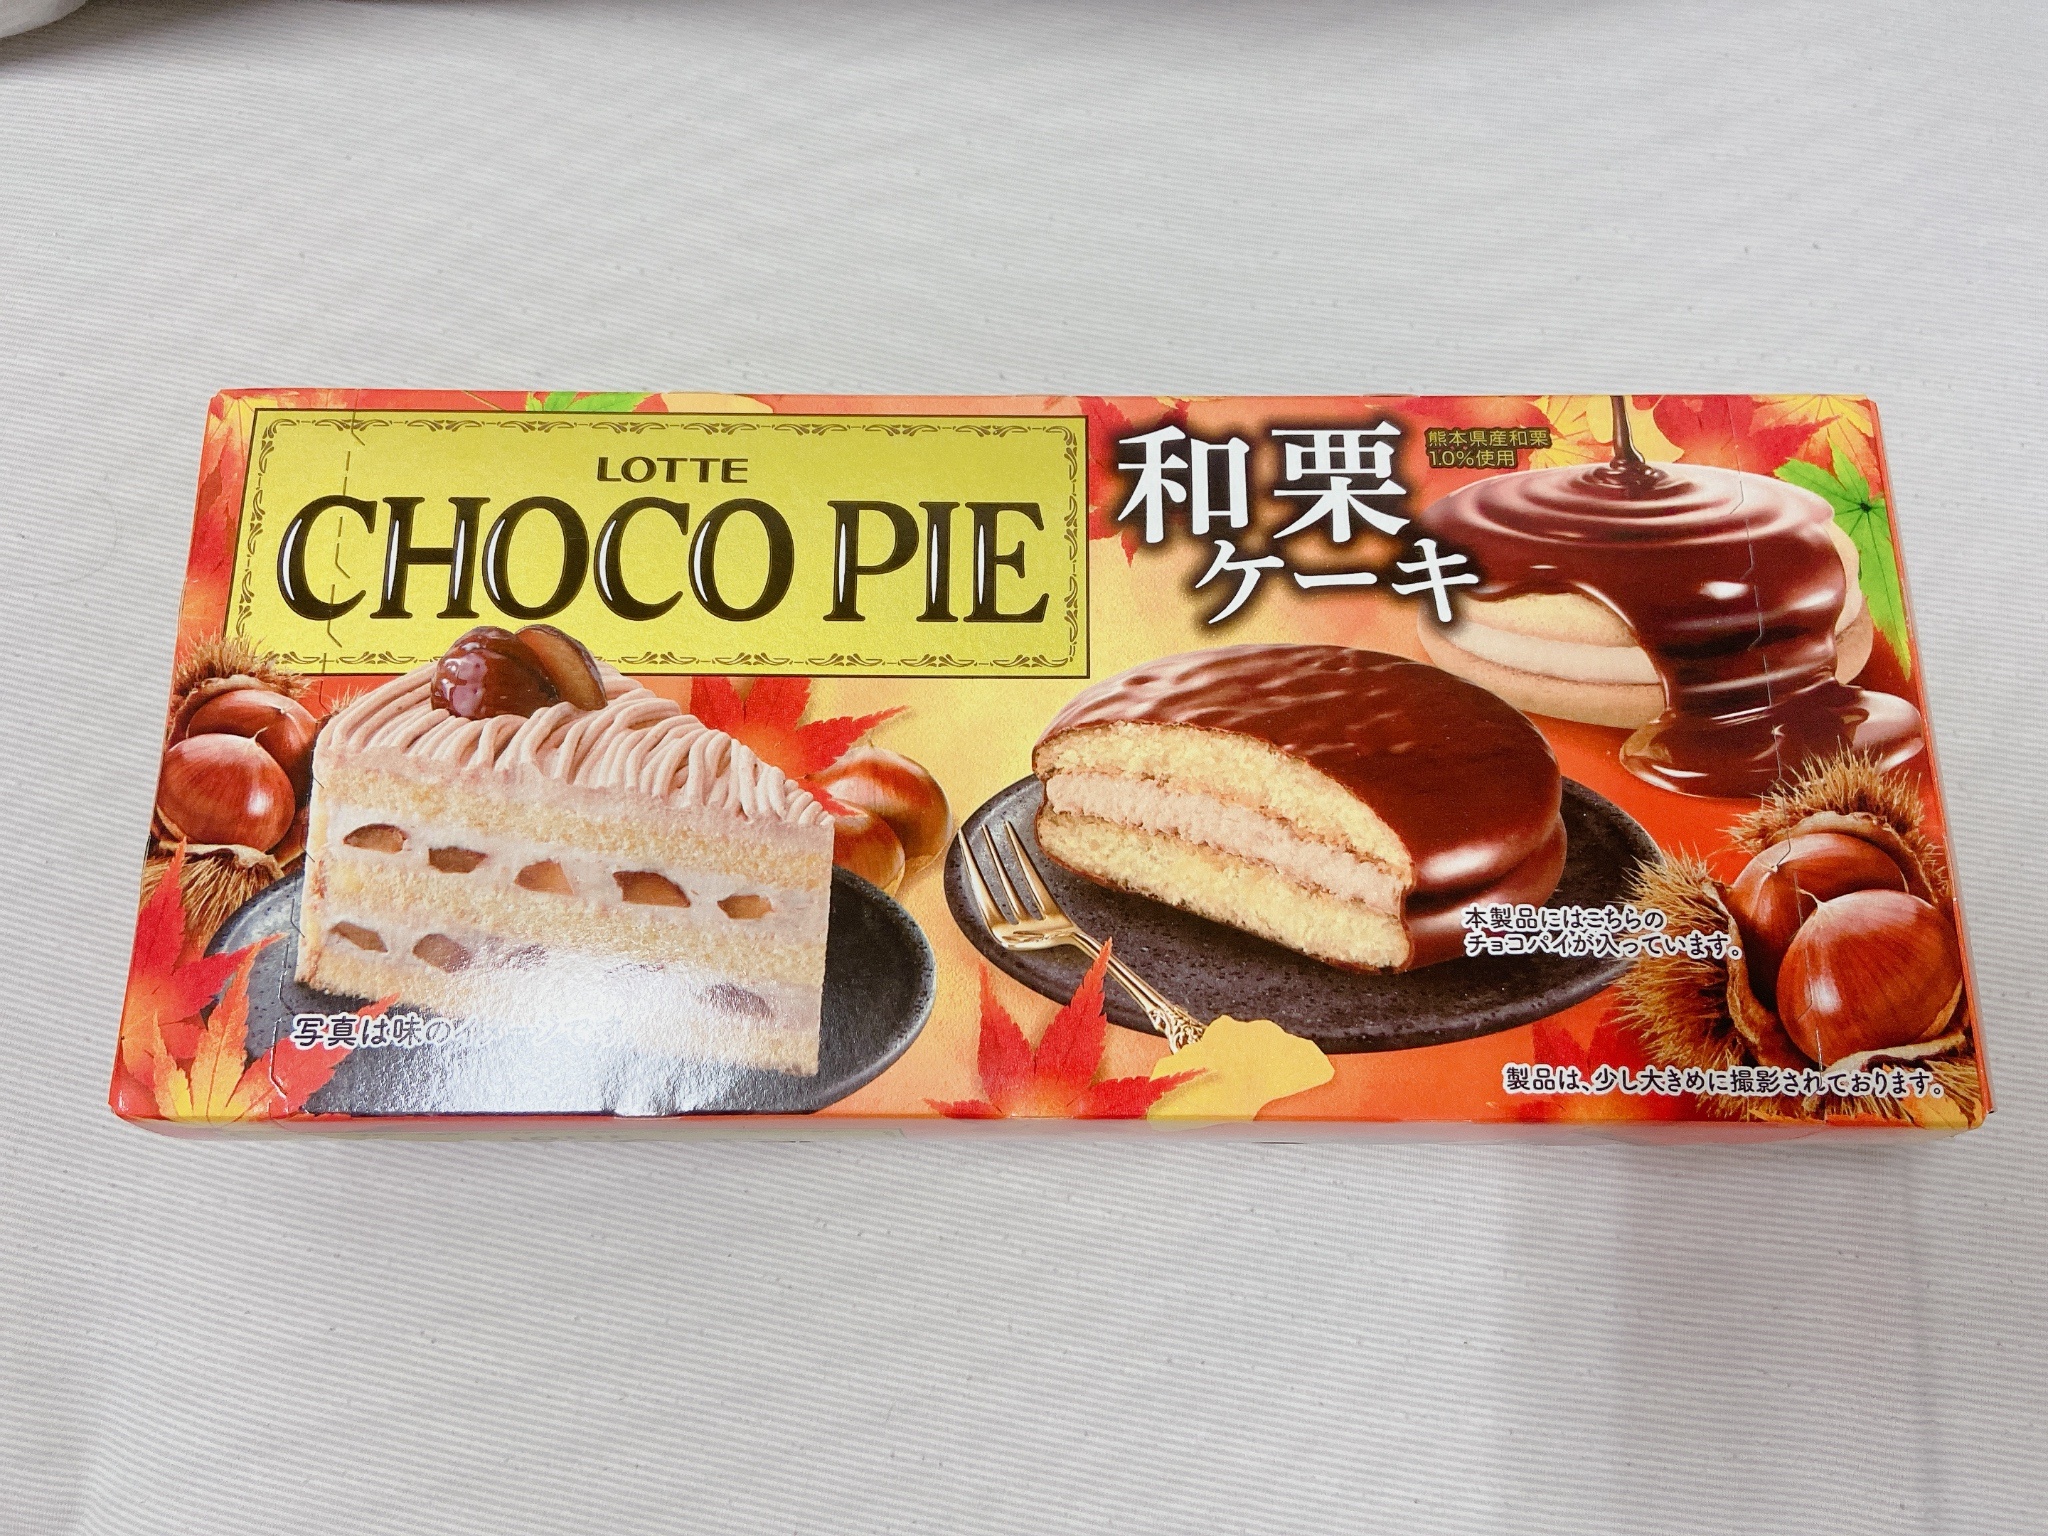 LOTTE
CHOCO PIE
和栗
ケーキ
熊本県産和栗
1.0%使用
本製品にはこちらの
チョコパイが入っています。
写真は味の
製品は、少し大きめに撮影されております。